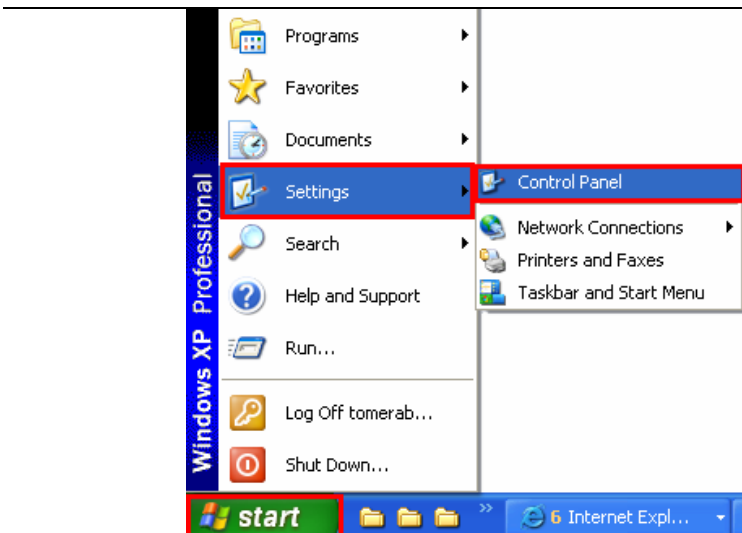 Programs
Favorites
Documents
Settings
Control Panel
Network Connections
Printers and Faxes
Taskbar and Start Menu
Search
Help and Support
Run...
Log Off tomerab...
Shut Down...
Windows XP Professional
start
6 Internet Expl...